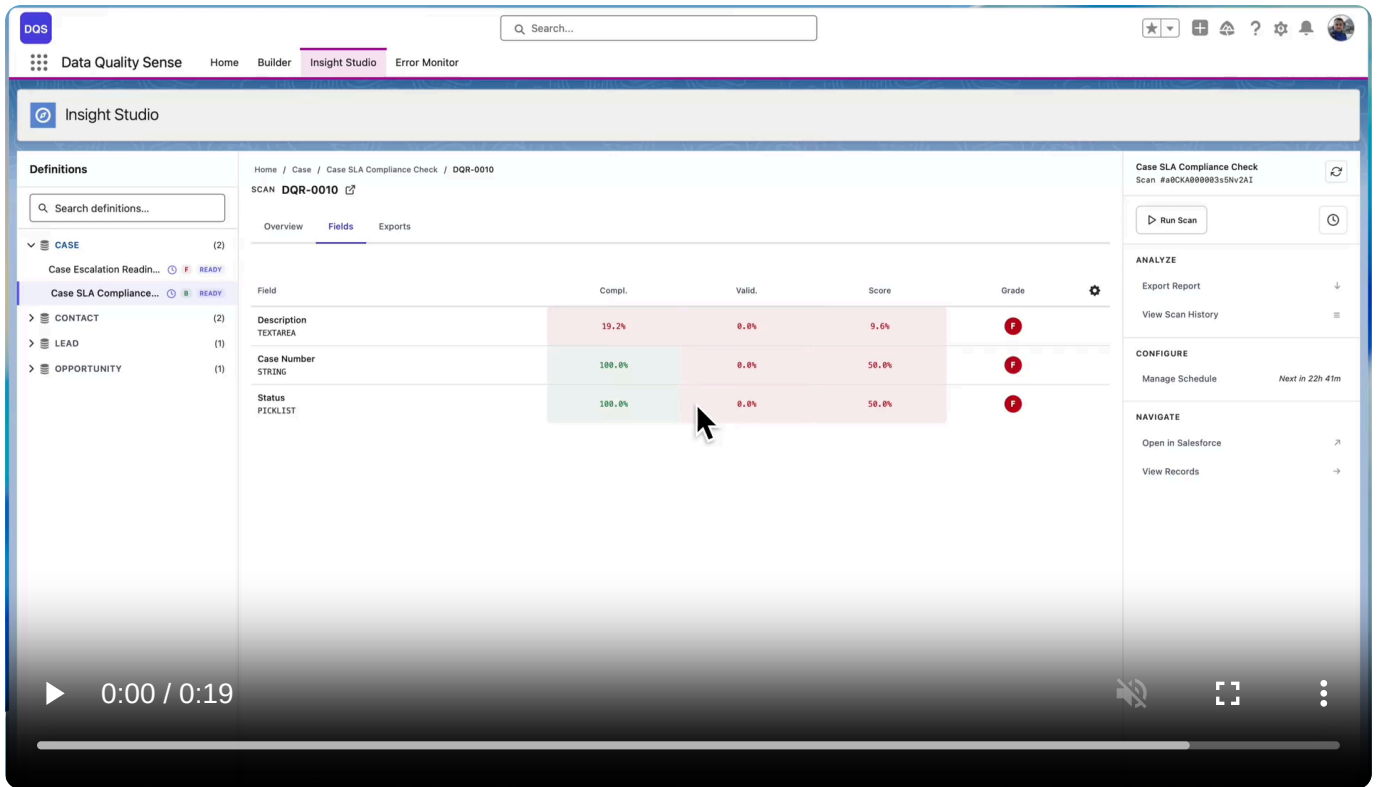 DQS
Search...
Data Quality Sense Home Builder Insight Studio Error Monitor
Insight Studio
Definitions
Search definitions...
CASE (2)
Case Escalation Readin... F READY
Case SLA Compliance... B READY
CONTACT (2)
LEAD (1)
OPPORTUNITY (1)
Home / Case / Case SLA Compliance Check / DQR-0010
SCAN DQR-0010
Overview Fields Exports
Field Compl. Valid. Score Grade
Description
TEXTAREA
19.2% 0.0% 9.6% F
Case Number
STRING
100.0% 0.0% 50.0% F
Status
PICKLIST
100.0% 0.0% 50.0% F
Case SLA Compliance Check
Scan #a0CKA000003s5Nv2AI
Run Scan
ANALYZE
Export Report
View Scan History
CONFIGURE
Manage Schedule Next in 22h 41m
NAVIGATE
Open in Salesforce
View Records
0:00 / 0:19